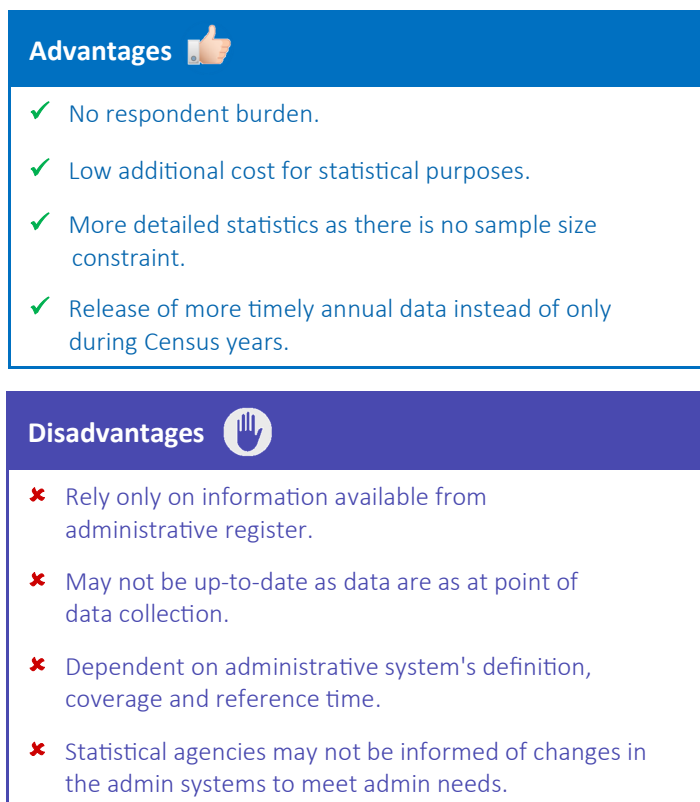 Advantages
No respondent burden.
Low additional cost for statistical purposes.
More detailed statistics as there is no sample size
constraint.
Release of more timely annual data instead of only
during Census years.
Disadvantages
Rely only on information available from
administrative register.
May not be up-to-date as data are as at point of
data collection.
Dependent on administrative system's definition,
coverage and reference time.
Statistical agencies may not be informed of changes in
the admin systems to meet admin needs.